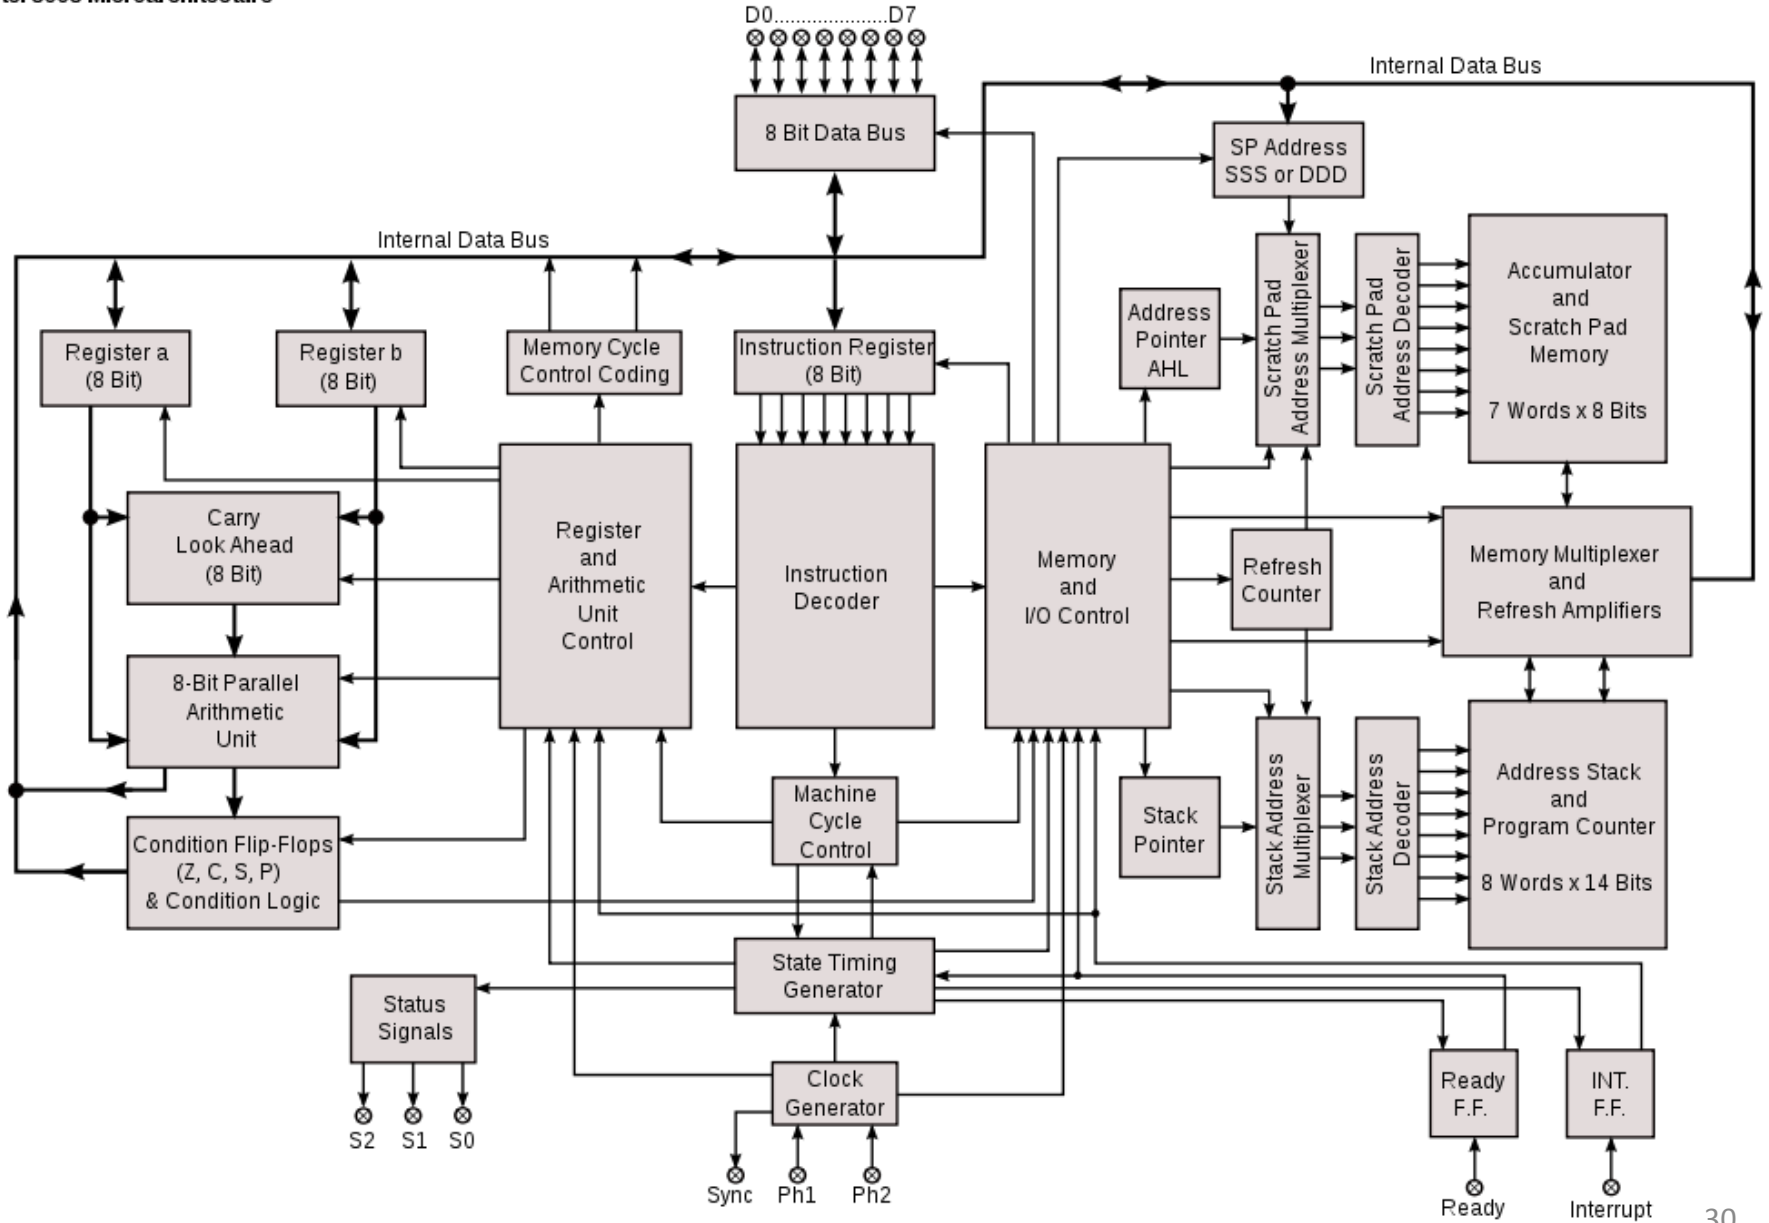 D0.....................D7
Internal Data Bus
8 Bit Data Bus
SP Address
SSS or DDD
Internal Data Bus
Scratch Pad
Address Multiplexer
Scratch Pad
Address Decoder
Accumulator
and
Scratch Pad
Memory
7 Words x 8 Bits
Address
Pointer
AHL
Register a
(8 Bit)
Register b
(8 Bit)
Memory Cycle
Control Coding
Instruction Register
(8 Bit)
Carry
Look Ahead
(8 Bit)
Register
and
Arithmetic
Unit
Control
Instruction
Decoder
Memory
and
I/O Control
Refresh
Counter
Memory Multiplexer
and
Refresh Amplifiers
8-Bit Parallel
Arithmetic
Unit
Machine
Cycle
Control
Stack
Pointer
Stack Address
Multiplexer
Stack Address
Decoder
Address Stack
and
Program Counter
8 Words x 14 Bits
Condition Flip-Flops
(Z, C, S, P)
& Condition Logic
State Timing
Generator
Status
Signals
Clock
Generator
Ready
F.F.
INT.
F.F.
S2 S1 S0
Sync Ph1 Ph2
Ready
Interrupt
30